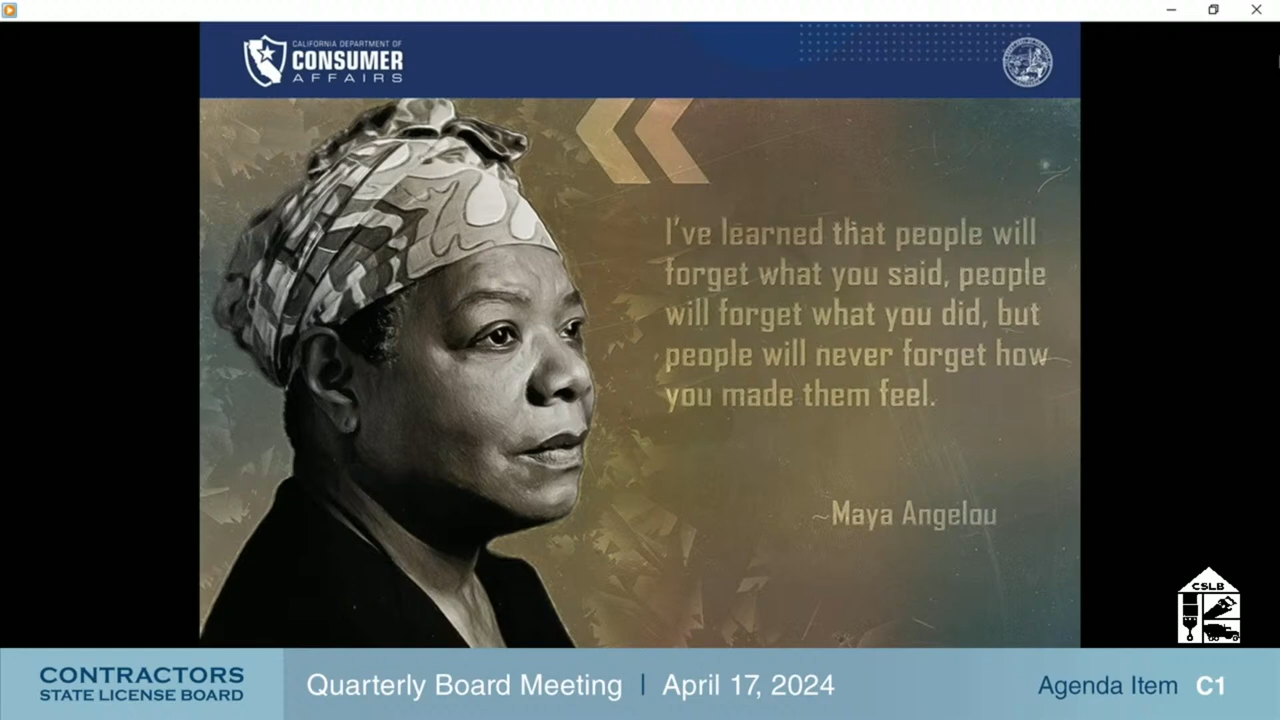 CALIFORNIA DEPARTMENT OF
CONSUMER
AFFAIRS
I've learned that people will
forget what you said, people
will forget what you did, but
people will never forget how
you made them feel.
~Maya Angelou
CSLB
CONTRACTORS
STATE LICENSE BOARD
Quarterly Board Meeting | April 17, 2024
Agenda Item C1